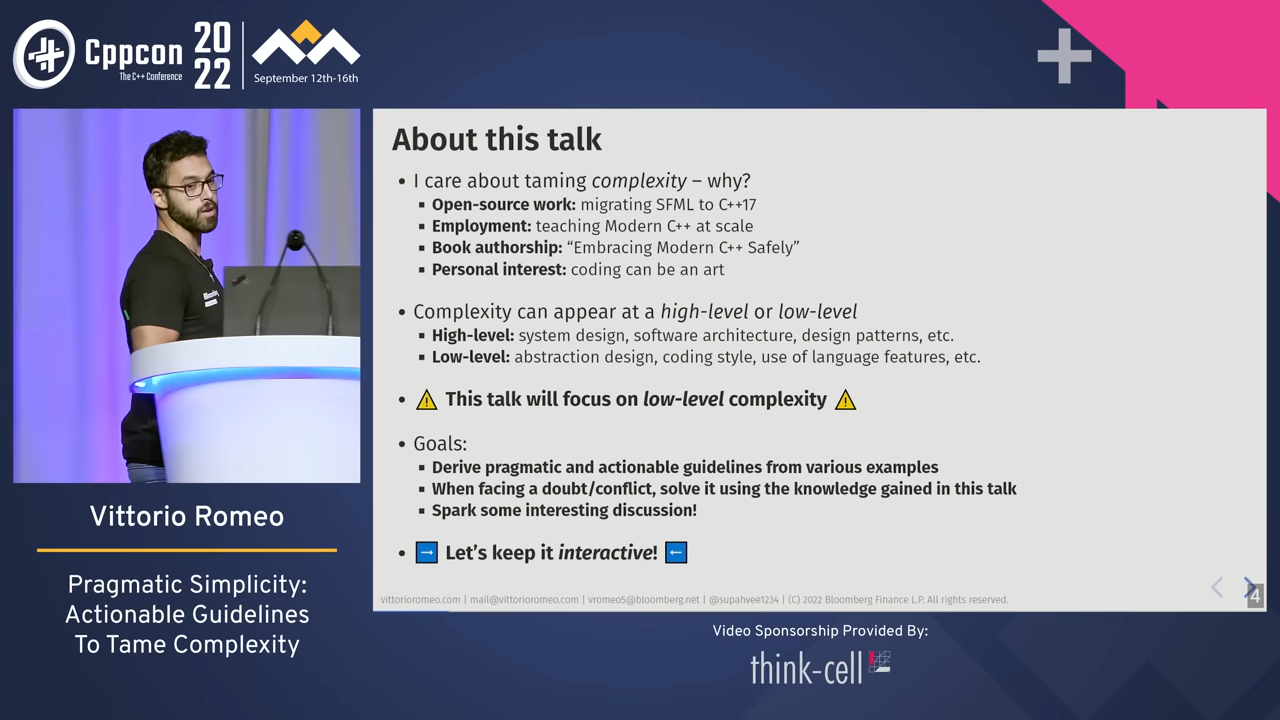 Cppcon
The C++ Conference
20
22
September 12th-16th
About this talk
• I care about taming complexity – why?
▪ Open-source work: migrating SFML to C++17
▪ Employment: teaching Modern C++ at scale
▪ Book authorship: “Embracing Modern C++ Safely”
▪ Personal interest: coding can be an art
• Complexity can appear at a high-level or low-level
▪ High-level: system design, software architecture, design patterns, etc.
▪ Low-level: abstraction design, coding style, use of language features, etc.
• ⚠ This talk will focus on low-level complexity ⚠
• Goals:
▪ Derive pragmatic and actionable guidelines from various examples
▪ When facing a doubt/conflict, solve it using the knowledge gained in this talk
▪ Spark some interesting discussion!
• ➡ Let’s keep it interactive! ⬅
vittorioromeo.com | mail@vittorioromeo.com | vromeo5@bloomberg.net | @supahvee1234 | (C) 2022 Bloomberg Finance L.P. All rights reserved.
4
Vittorio Romeo
Pragmatic Simplicity:
Actionable Guidelines
To Tame Complexity
Video Sponsorship Provided By:
think-cell